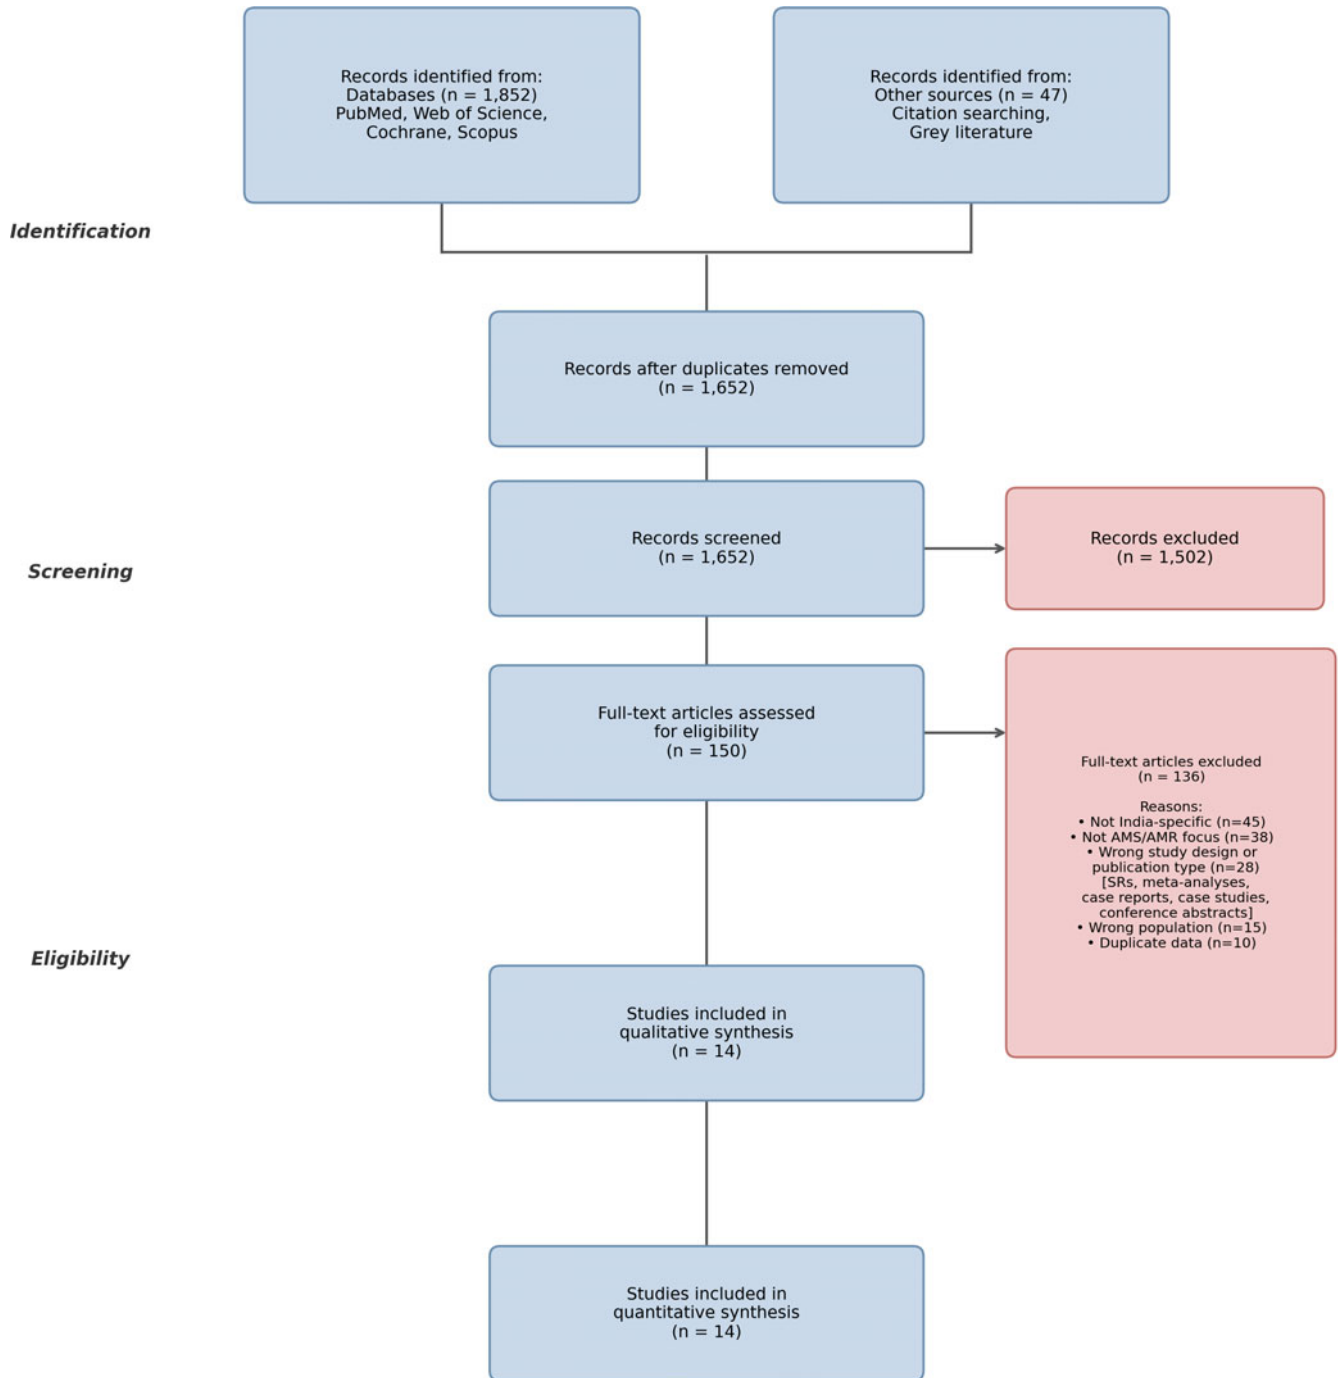 Records identified from:
Databases (n = 1,852)
PubMed, Web of Science,
Cochrane, Scopus
Records identified from:
Other sources (n = 47)
Citation searching,
Grey literature
Identification
Records after duplicates removed
(n = 1,652)
Records screened
(n = 1,652)
Records excluded
(n = 1,502)
Screening
Full-text articles assessed
for eligibility
(n = 150)
Full-text articles excluded
(n = 136)
Reasons:
• Not India-specific (n=45)
• Not AMS/AMR focus (n=38)
• Wrong study design or
publication type (n=28)
[SRs, meta-analyses,
case reports, case studies,
conference abstracts]
• Wrong population (n=15)
• Duplicate data (n=10)
Eligibility
Studies included in
qualitative synthesis
(n = 14)
Studies included in
quantitative synthesis
(n = 14)